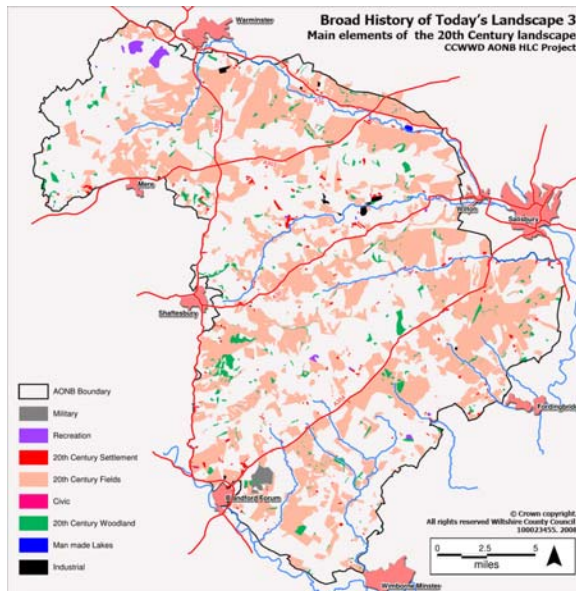 Broad History of Today's Landscape 3
Main elements of the 20th Century landscape
CCWWD AONB HLC Project
Warminster
Mere
Wilton
Salisbury
Shaftesbury
Fordingbridge
Blandford Forum
Wimborne Minster
AONB Boundary
Military
Recreation
20th Century Settlement
20th Century Fields
Civic
20th Century Woodland
Man made Lakes
Industrial
© Crown copyright.
All rights reserved Wiltshire County Council
100023455. 2008
0 2.5 5
miles